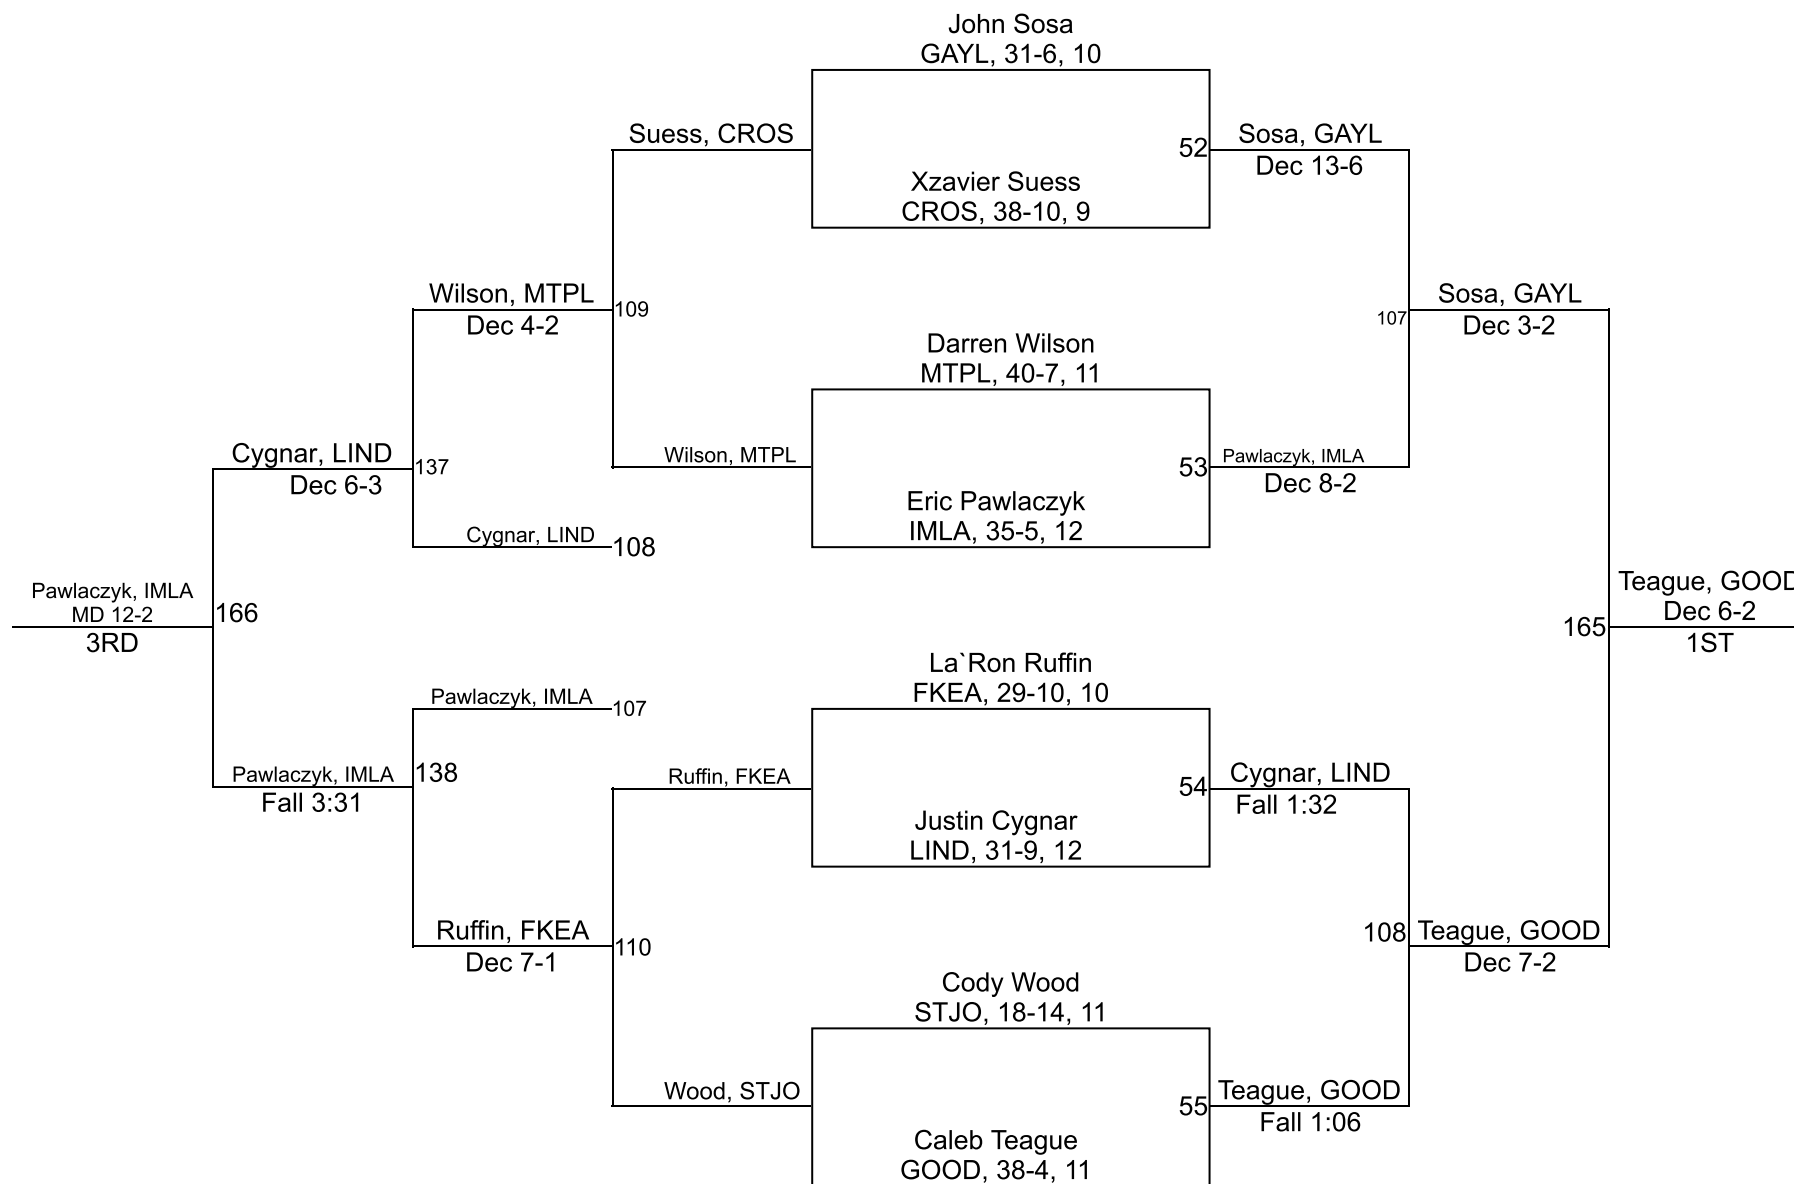 John Sosa
GAYL, 31-6, 10
Suess, CROS
52
Sosa, GAYL
Dec 13-6
Xzavier Suess
CROS, 38-10, 9
Wilson, MTPL
Dec 4-2
109
107
Sosa, GAYL
Dec 3-2
Darren Wilson
MTPL, 40-7, 11
Cygnar, LIND
Dec 6-3
137
Wilson, MTPL
53
Pawlaczyk, IMLA
Dec 8-2
Eric Pawlaczyk
IMLA, 35-5, 12
Cygnar, LIND
108
Pawlaczyk, IMLA
MD 12-2
3RD
166
165
Teague, GOOD
Dec 6-2
1ST
La`Ron Ruffin
FKEA, 29-10, 10
Pawlaczyk, IMLA
107
Pawlaczyk, IMLA
Fall 3:31
138
Ruffin, FKEA
54
Cygnar, LIND
Fall 1:32
Justin Cygnar
LIND, 31-9, 12
Ruffin, FKEA
Dec 7-1
110
108
Teague, GOOD
Dec 7-2
Cody Wood
STJO, 18-14, 11
Wood, STJO
55
Teague, GOOD
Fall 1:06
Caleb Teague
GOOD, 38-4, 11